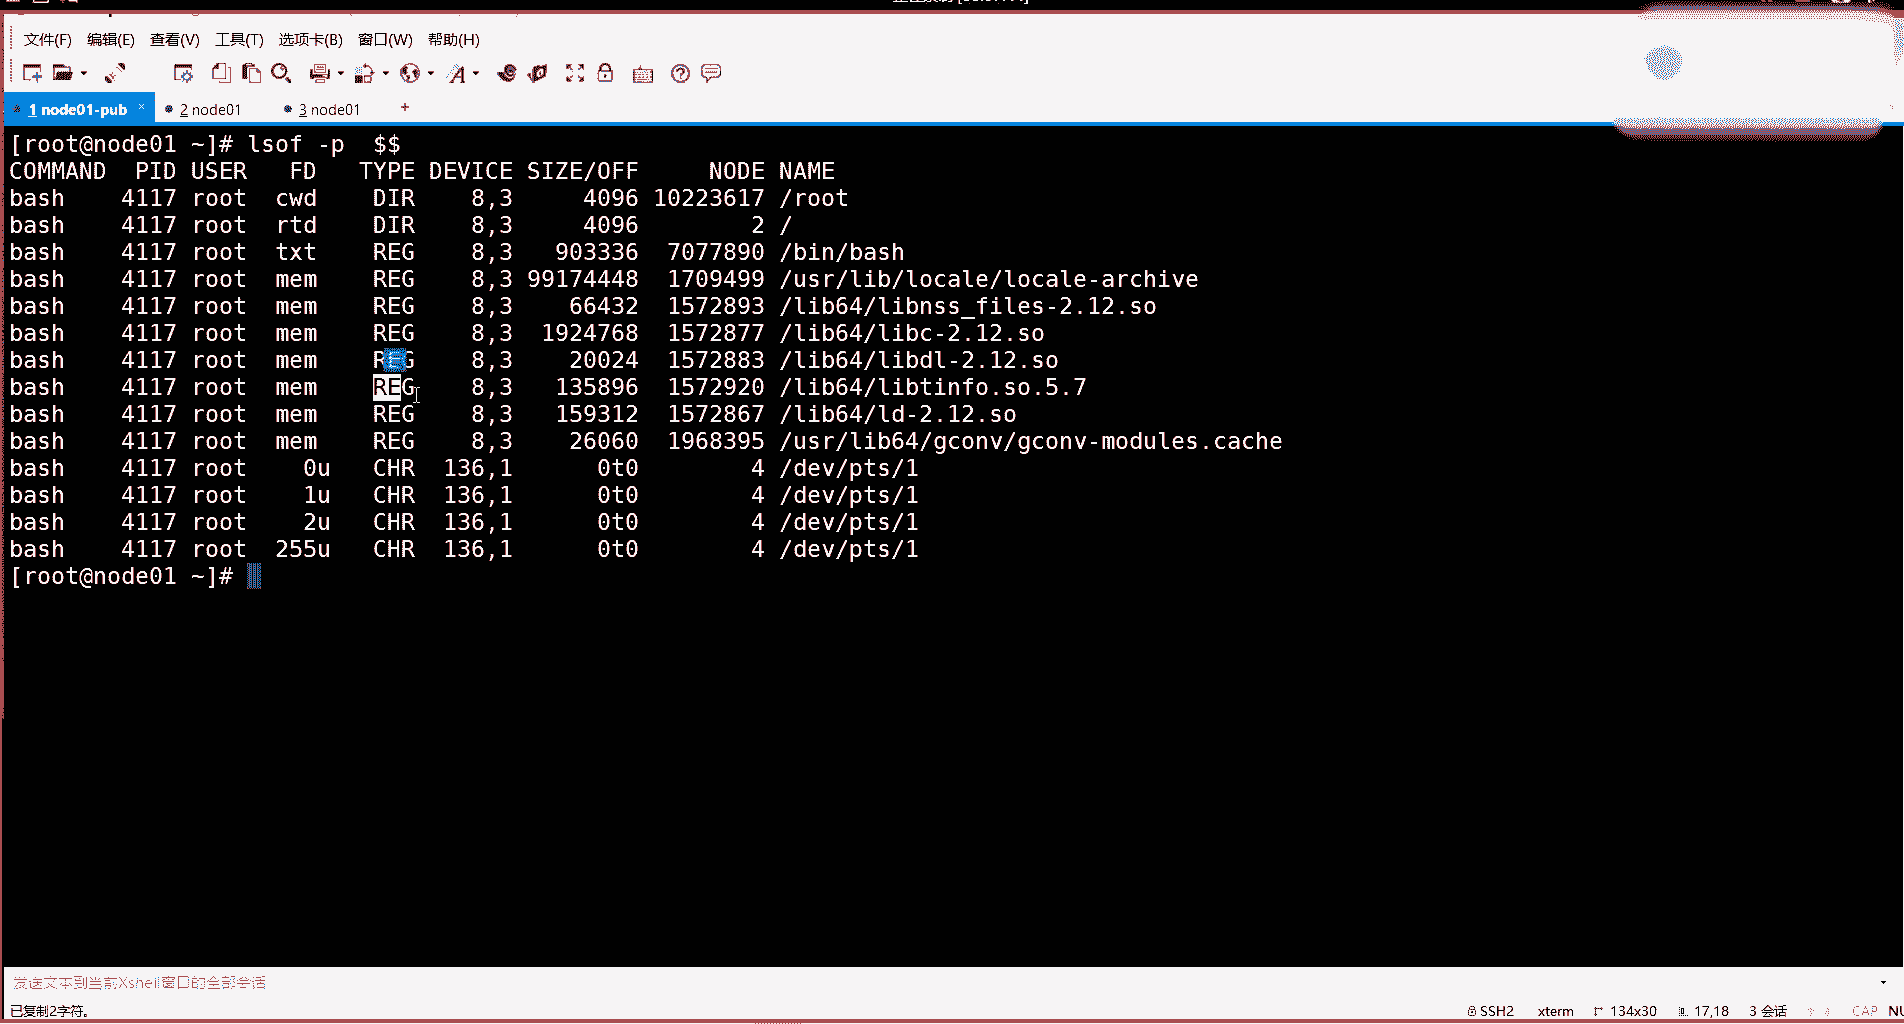 文件(F) 编辑(E) 查看(V) 工具(T) 选项卡(B) 窗口(W) 帮助(H)
1 node01-pub × 2 node01 3 node01 +
[root@node01 ~]# lsof -p  $$
COMMAND  PID USER   FD   TYPE DEVICE SIZE/OFF     NODE NAME
bash    4117 root  cwd    DIR    8,3     4096 10223617 /root
bash    4117 root  rtd    DIR    8,3     4096        2 /
bash    4117 root  txt    REG    8,3   903336  7077890 /bin/bash
bash    4117 root  mem    REG    8,3 99174448  1709499 /usr/lib/locale/locale-archive
bash    4117 root  mem    REG    8,3    66432  1572893 /lib64/libnss_files-2.12.so
bash    4117 root  mem    REG    8,3  1924768  1572877 /lib64/libc-2.12.so
bash    4117 root  mem    REG    8,3    20024  1572883 /lib64/libdl-2.12.so
bash    4117 root  mem    REG    8,3   135896  1572920 /lib64/libtinfo.so.5.7
bash    4117 root  mem    REG    8,3   159312  1572867 /lib64/ld-2.12.so
bash    4117 root  mem    REG    8,3    26060  1968395 /usr/lib64/gconv/gconv-modules.cache
bash    4117 root    0u   CHR  136,1      0t0        4 /dev/pts/1
bash    4117 root    1u   CHR  136,1      0t0        4 /dev/pts/1
bash    4117 root    2u   CHR  136,1      0t0        4 /dev/pts/1
bash    4117 root  255u   CHR  136,1      0t0        4 /dev/pts/1
[root@node01 ~]#
发送文本到当前Xshell窗口的全部会话
已复制2字符。 SSH2 xterm 134x30 17,18 3 会话 CAP